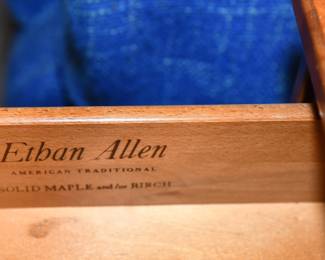 Ethan Allen
AMERICAN TRADITIONAL
SOLID MAPLE and/or BIRCH